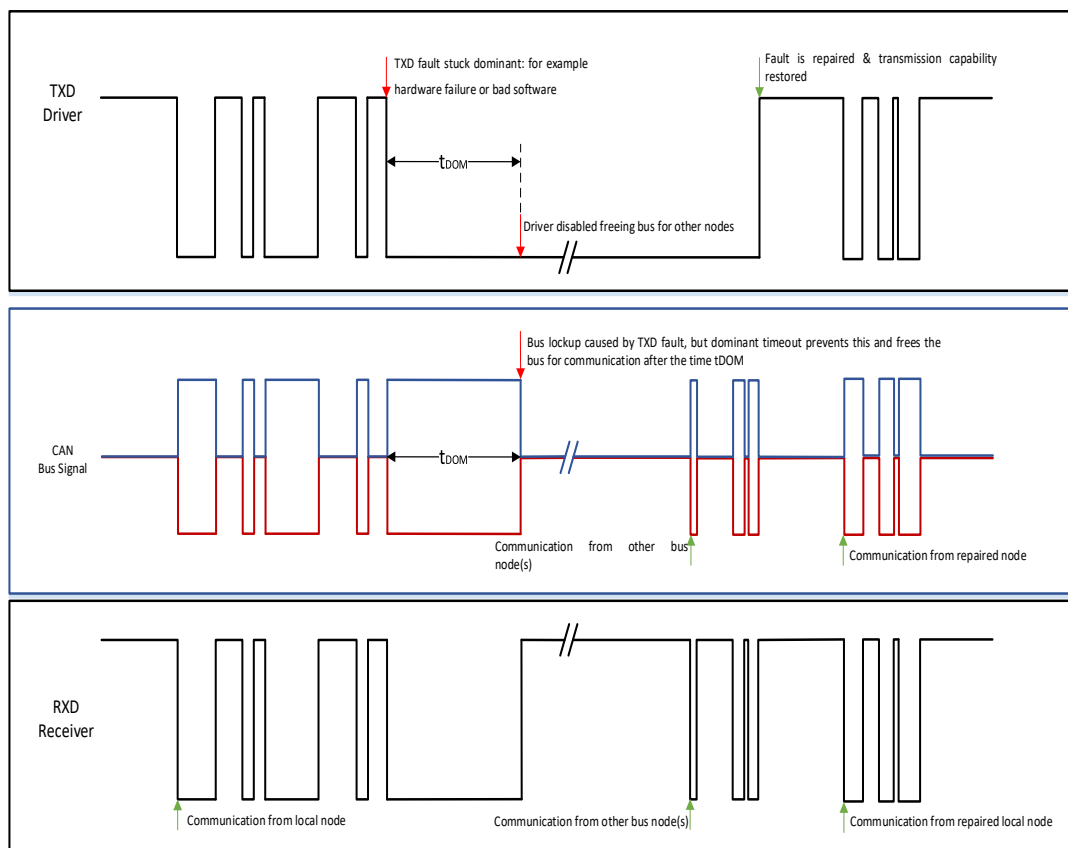 TXD
Driver
TXD fault stuck dominant: for example
hardware failure or bad software
Fault is repaired & transmission capability
restored
tDOM
Driver disabled freeing bus for other nodes
Bus lockup caused by TXD fault, but dominant timeout prevents this and frees the
bus for communication after the time tDOM
CAN
Bus Signal
tDOM
Communication from other bus
node(s)
Communication from repaired node
RXD
Receiver
Communication from local node
Communication from other bus node(s)
Communication from repaired local node